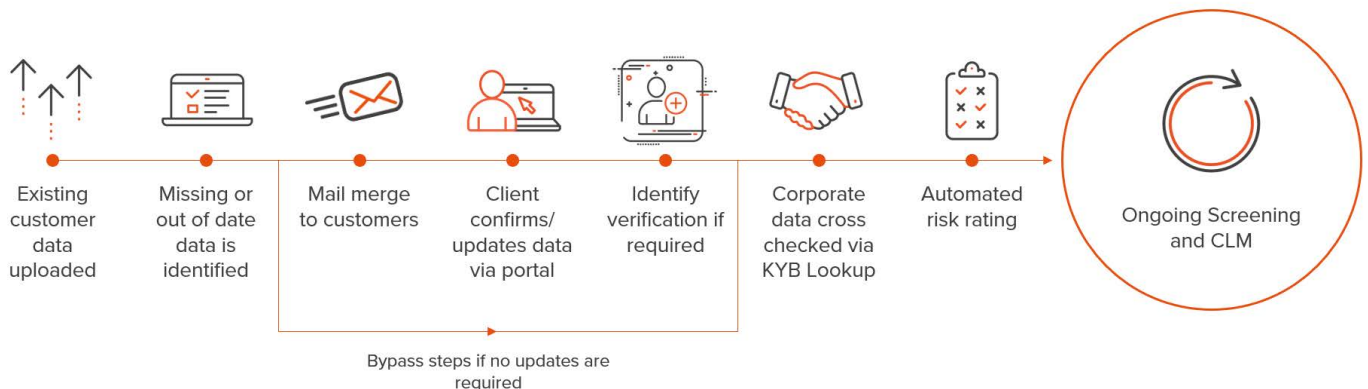 Existing
customer
data
uploaded
Missing or
out of date
data is
identified
Mail merge
to customers
Client
confirms/
updates data
via portal
Identify
verification if
required
Corporate
data cross
checked via
KYB Lookup
Automated
risk rating
Ongoing Screening
and CLM
Bypass steps if no updates are
required